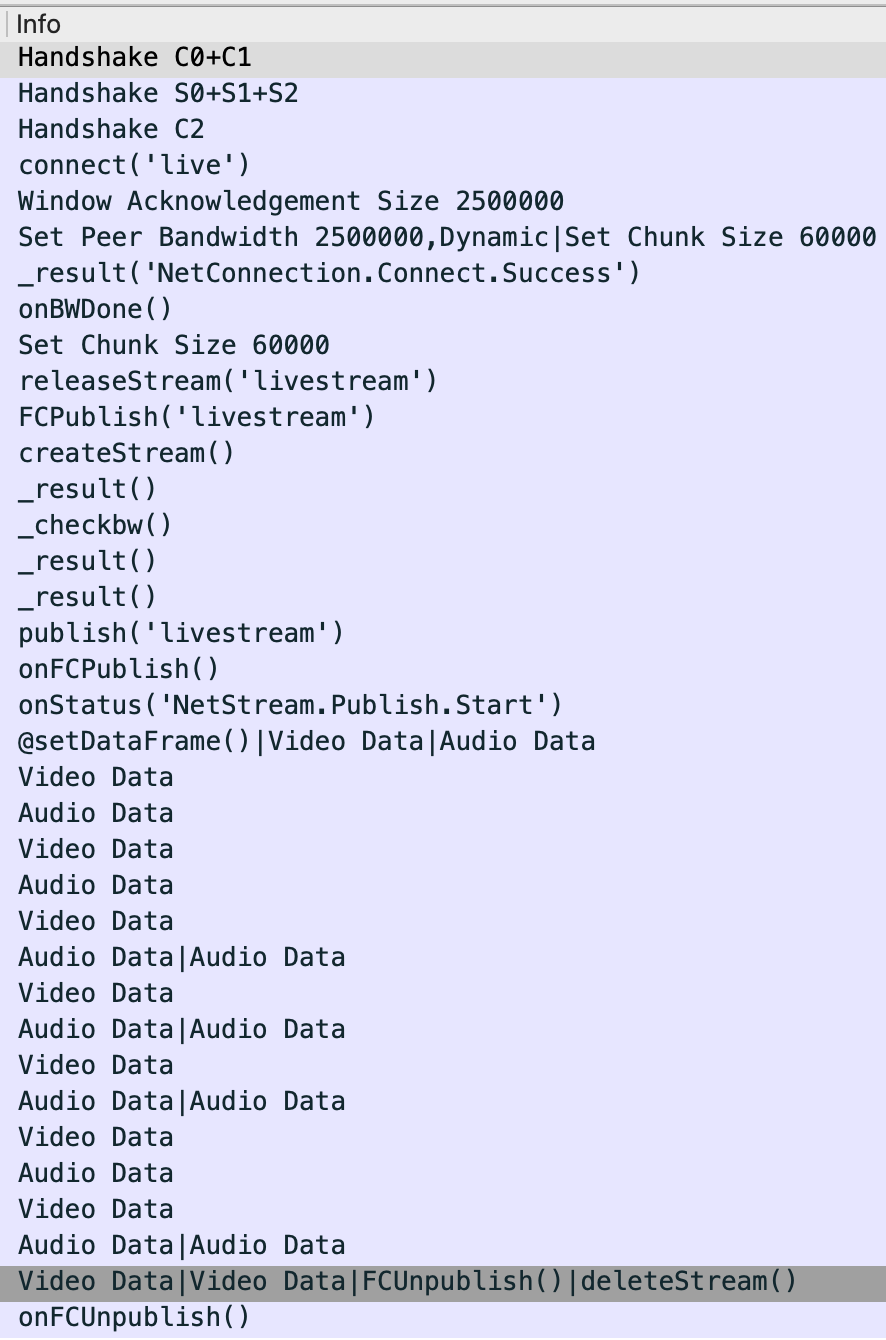 Info
Handshake C0+C1
Handshake S0+S1+S2
Handshake C2
connect('live')
Window Acknowledgement Size 2500000
Set Peer Bandwidth 2500000,Dynamic|Set Chunk Size 60000
_result('NetConnection.Connect.Success')
onBWDone()
Set Chunk Size 60000
releaseStream('livestream')
FCPublish('livestream')
createStream()
_result()
_checkbw()
_result()
_result()
publish('livestream')
onFCPublish()
onStatus('NetStream.Publish.Start')
@setDataFrame()|Video Data|Audio Data
Video Data
Audio Data
Video Data
Audio Data
Video Data
Audio Data|Audio Data
Video Data
Audio Data|Audio Data
Video Data
Audio Data|Audio Data
Video Data
Audio Data
Video Data
Audio Data|Audio Data
Video Data|Video Data|FCUnpublish()|deleteStream()
onFCUnpublish()